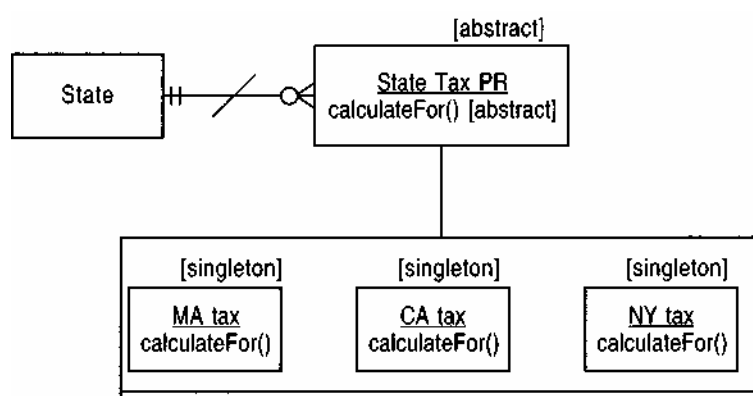 [abstract]
State
State Tax PR
calculateFor() [abstract]
[singleton]
[singleton]
[singleton]
MA tax
calculateFor()
CA tax
calculateFor()
NY tax
calculateFor()